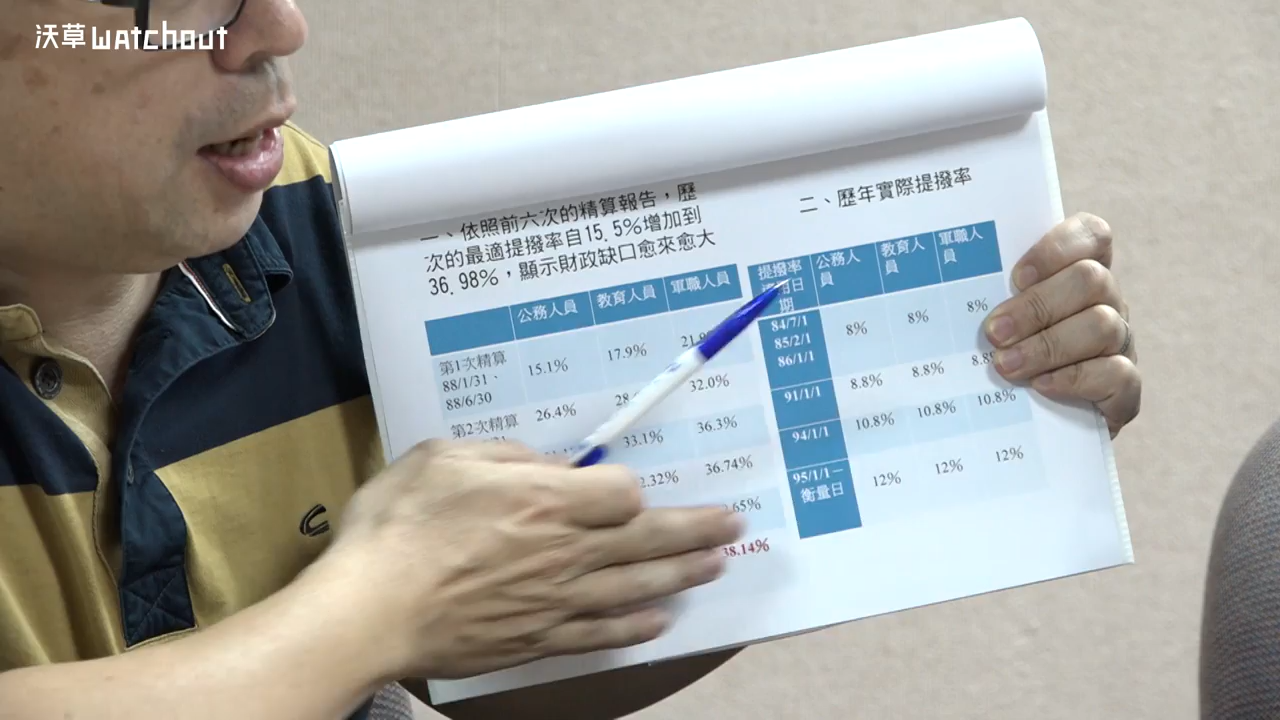 沃草 watchout
一、依照前六次的精算報告，歷
次的最適提撥率自15.5%增加到
36.98%，顯示財政缺口愈來愈大
公務人員 教育人員 軍職人員
第1次精算
88/1/31、
88/6/30
15.1% 17.9%
第2次精算
26.4% 32.0%
33.1% 36.3%
36.74%
38.14%
二、歷年實際提撥率
提撥率 公務人員 教育人員 軍職人員
期
84/7/1
85/2/1
86/1/1
8% 8% 8%
91/1/1 8.8% 8.8%
94/1/1 10.8% 10.8% 10.8%
95/1/1－
衡量日
12% 12% 12%